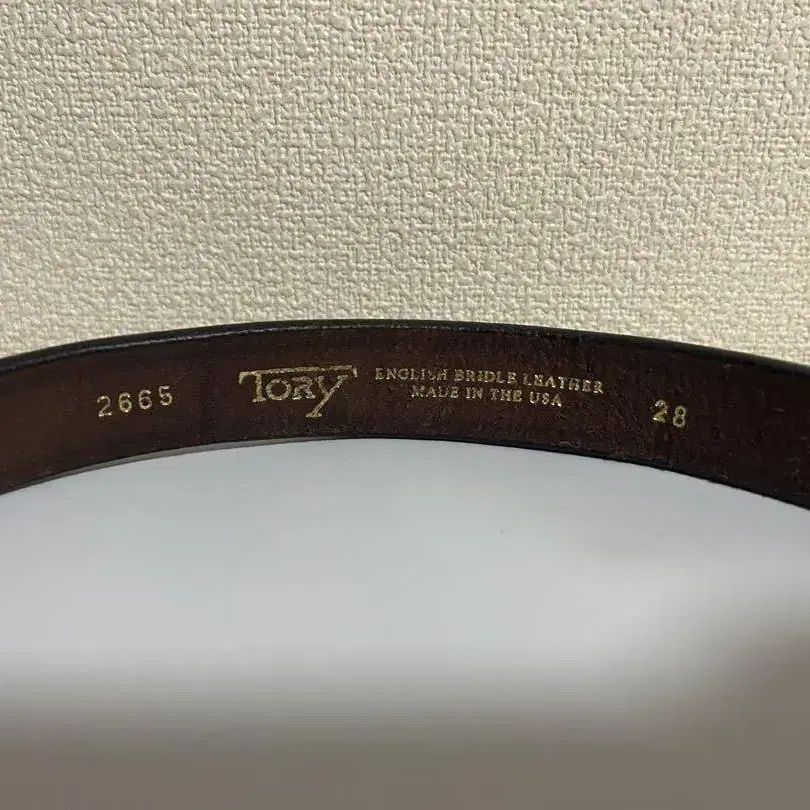 2665
TORY
ENGLISH BRIDLE LEATHER
MADE IN THE USA
28